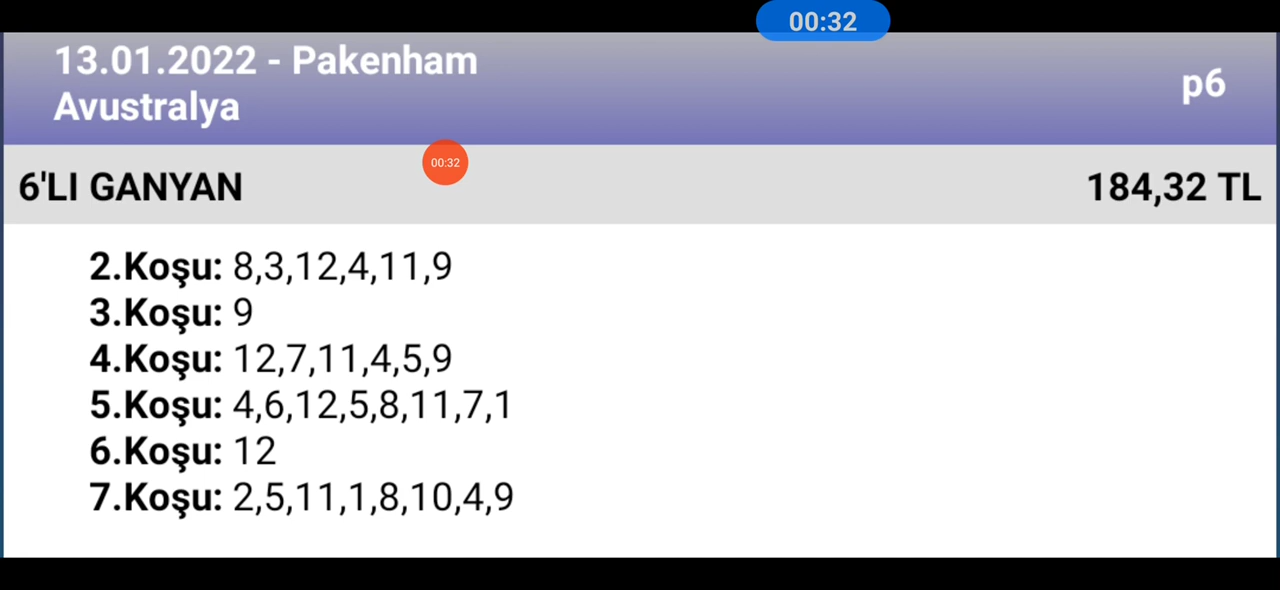 00:32
13.01.2022 - Pakenham
Avustralya
p6
00:32
6'LI GANYAN
184,32 TL
2.Koşu: 8,3,12,4,11,9
3.Koşu: 9
4.Koşu: 12,7,11,4,5,9
5.Koşu: 4,6,12,5,8,11,7,1
6.Koşu: 12
7.Koşu: 2,5,11,1,8,10,4,9